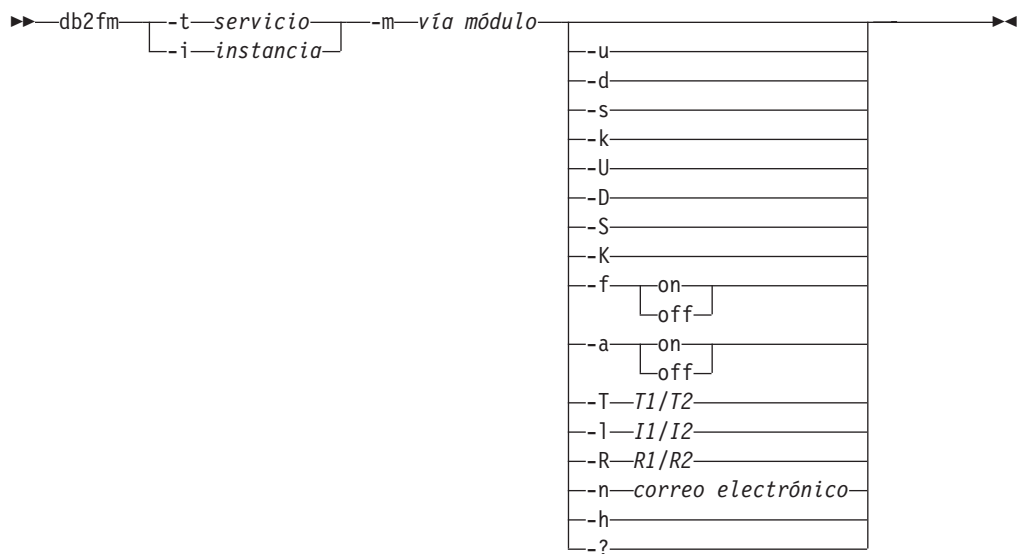 db2fm -t servicio -m vía módulo
-i instancia
-u
-d
-s
-k
-U
-D
-S
-K
-f on
off
-a on
off
-T T1/T2
-l I1/I2
-R R1/R2
-n correo electrónico
-h
-?